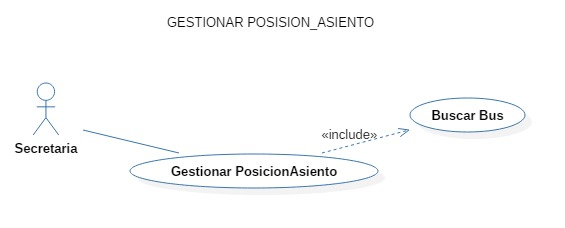 GESTIONAR POSISION_ASIENTO
Buscar Bus
«include»
Secretaria
Gestionar PosicionAsiento